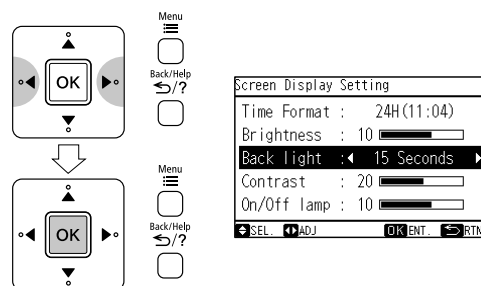 Menu
OK
Back/Help
/?
Menu
OK
Back/Help
/?
Screen Display Setting
Time Format : 24H(11:04)
Brightness : 10
Back light : 15 Seconds
Contrast : 20
On/Off lamp : 10
SEL. ADJ OK ENT. RTN